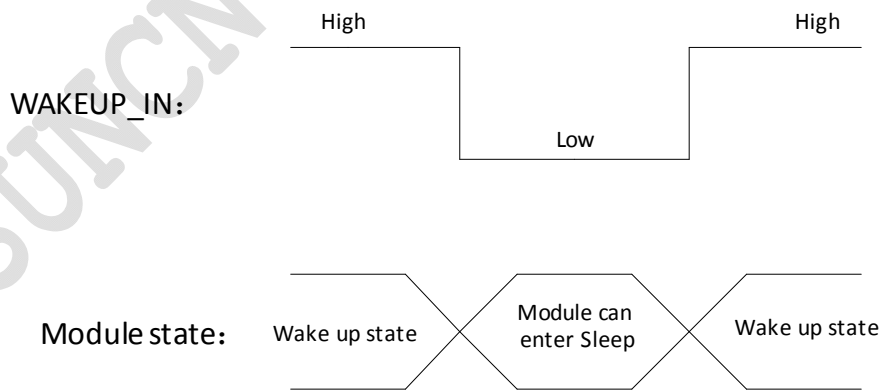 High
High
WAKEUP_IN：
Low
Module state：
Wake up state
Module can
enter Sleep
Wake up state